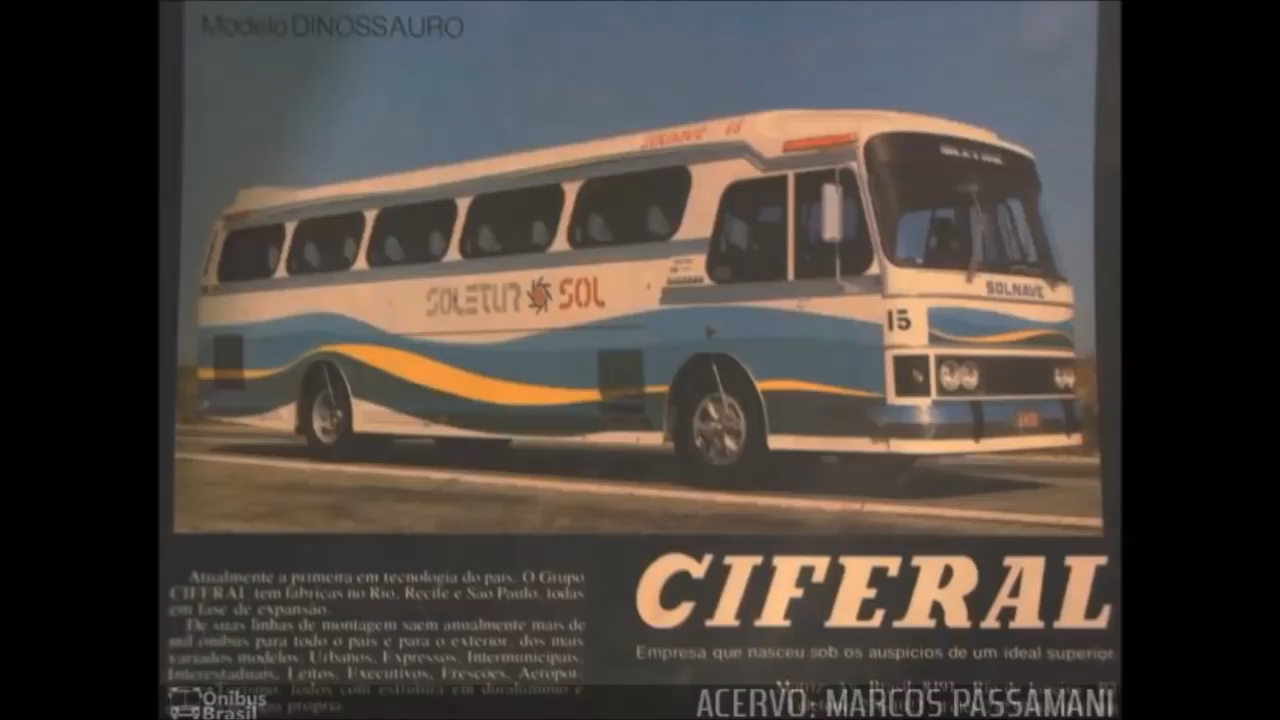 Modelo DINOSSAURO
SOLNAVE 15
SOLETUR SOL
SOLNAVE
15
CIFERAL
Empresa que nasceu sob os auspícios de um ideal superior
Atualmente a primeira em tecnologia do país. O Grupo
CIFERAL tem fábricas no Rio, Recife e São Paulo, todas
em fase de expansão.
De suas linhas de montagem saem anualmente mais de
mil ônibus para todo o país e para o exterior, dos mais
variados modelos: Urbanos, Expressos, Intermunicipais,
Interestaduais, Leitos, Executivos, Frescões, Aeropor-
todos com estrutura em duralumínio e
própria.
Ônibus
Brasil
ACERVO: MARCOS PASSAMANI